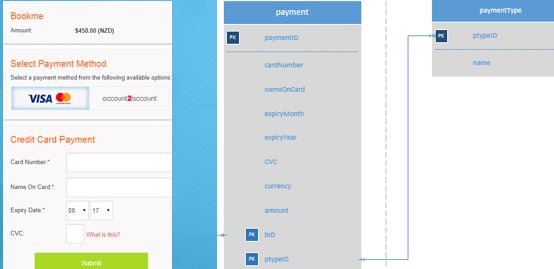 Bookme
Amount: $458.00 (NZD)
Select Payment Method
Select a payment method from the following available options:
VISA MasterCard account2account
Credit Card Payment
Card Number:*
Name On Card:*
Expiry Date:* 08 17
CVC: What is this?
Submit
payment
PK paymentID
cardNumber
nameOnCard
expiryMonth
expiryYear
CVC
currency
amount
FK bID
FK ptypeID
paymentType
PK ptypeID
name